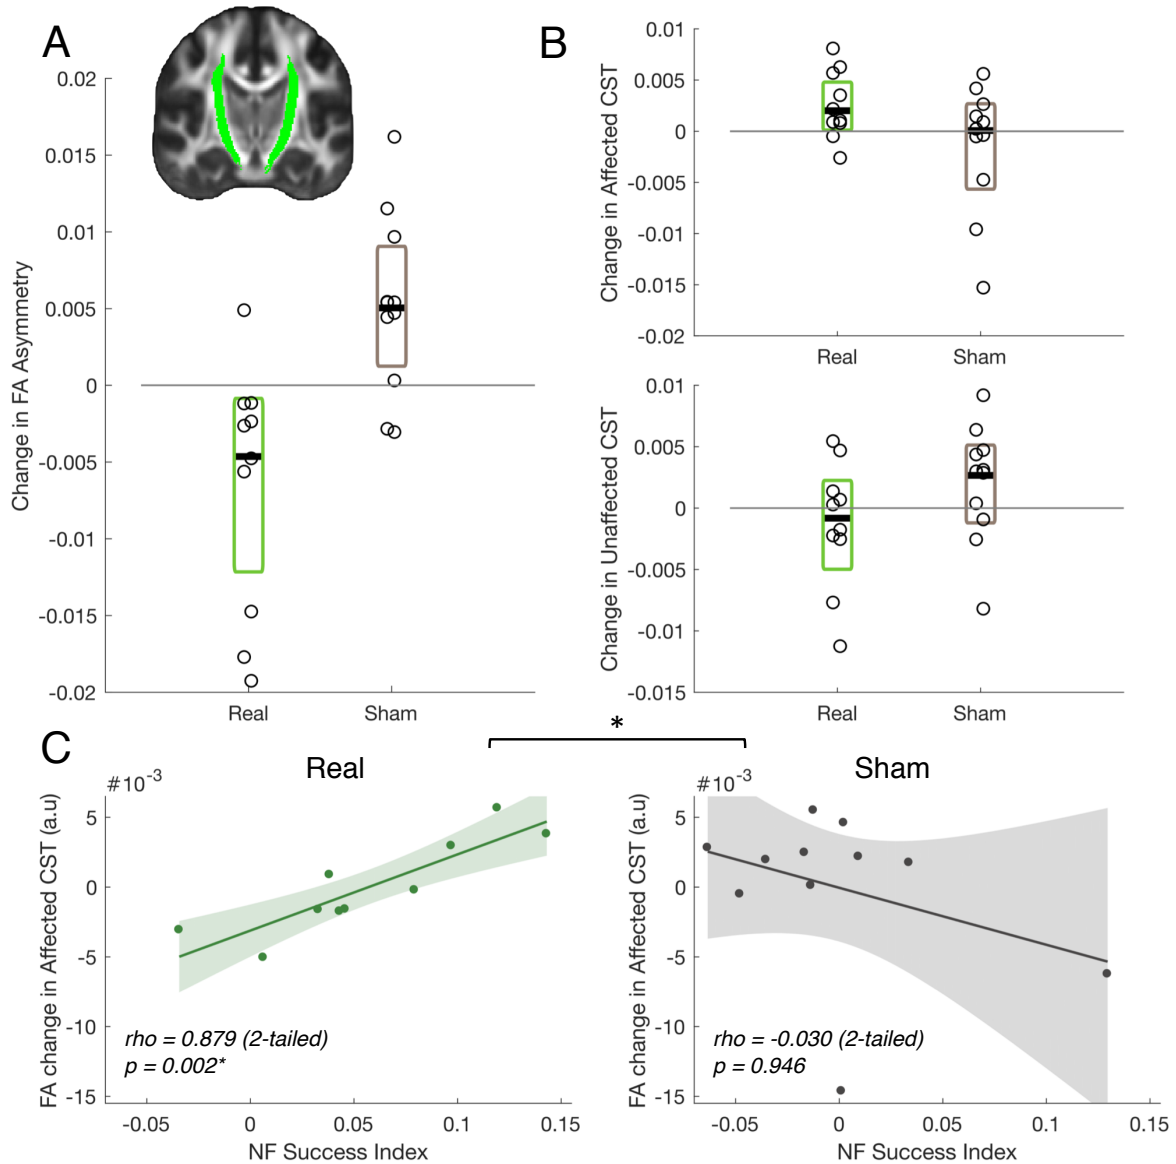 A
0.02
0.015
0.01
0.005
0
-0.005
-0.01
-0.015
-0.02
Change in FA Asymmetry
Real
Sham
B
0.01
0.005
0
-0.005
-0.01
-0.015
-0.02
Change in Affected CST
Real
Sham
0.01
0.005
0
-0.005
-0.01
-0.015
Change in Unaffected CST
Real
Sham
*
C
Real
#10-3
5
0
-5
-10
-15
FA change in Affected CST (a.u)
rho = 0.879 (2-tailed)
p = 0.002*
-0.05
0
0.05
0.1
0.15
NF Success Index
Sham
#10-3
5
0
-5
-10
-15
FA change in Affected CST (a.u)
rho = -0.030 (2-tailed)
p = 0.946
-0.05
0
0.05
0.1
0.15
NF Success Index